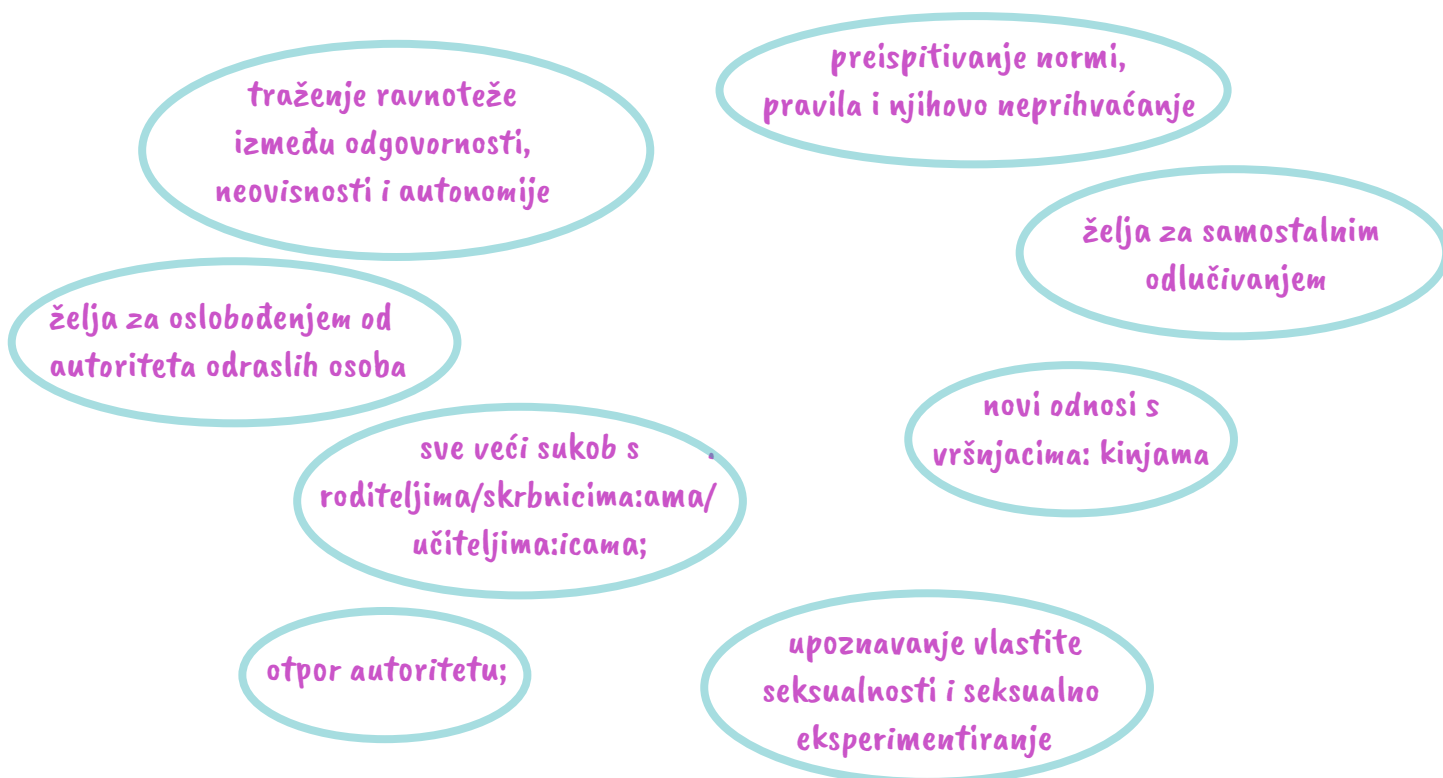 traženje ravnoteže
između odgovornosti,
neovisnosti i autonomije
preispitivanje normi,
pravila i njihovo neprihvaćanje
želja za samostalnim
odlučivanjem
želja za oslobođenjem od
autoriteta odraslih osoba
novi odnosi s
vršnjacima: kinjama
sve veći sukob s
roditeljima/skrbnicima:ama/
učiteljima:icama;
otpor autoritetu;
upoznavanje vlastite
seksualnosti i seksualno
eksperimentiranje